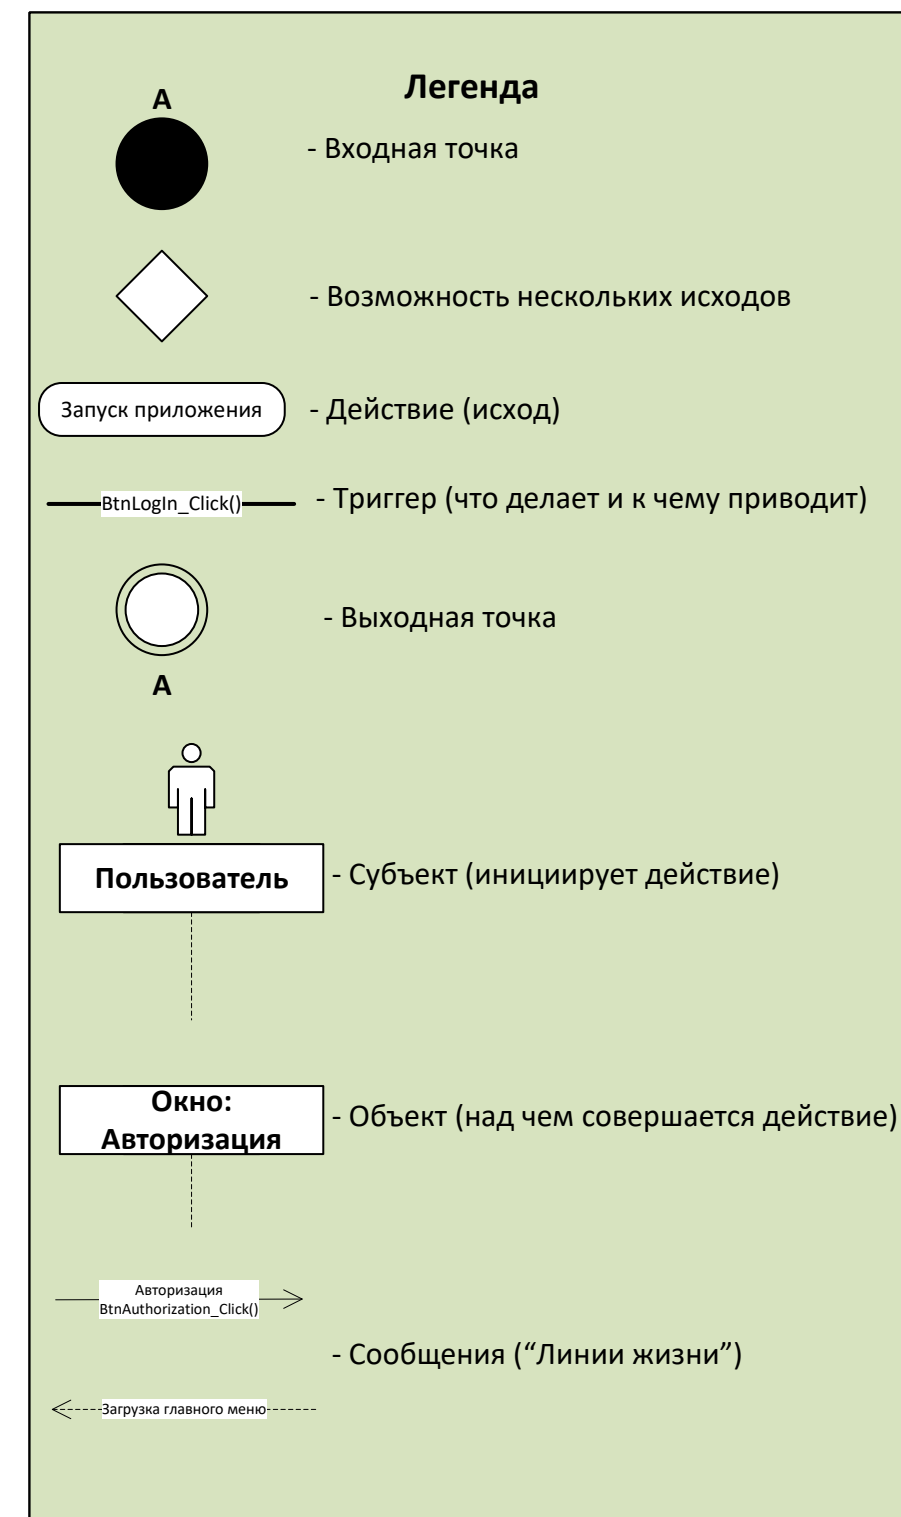 Легенда
A
- Входная точка
- Возможность нескольких исходов
Запуск приложения
- Действие (исход)
BtnLogIn_Click()
- Триггер (что делает и к чему приводит)
- Выходная точка
A
Пользователь
- Субъект (инициирует действие)
Окно:
Авторизация
- Объект (над чем совершается действие)
Авторизация
BtnAuthorization_Click()
- Сообщения (“Линии жизни”)
Загрузка главного меню